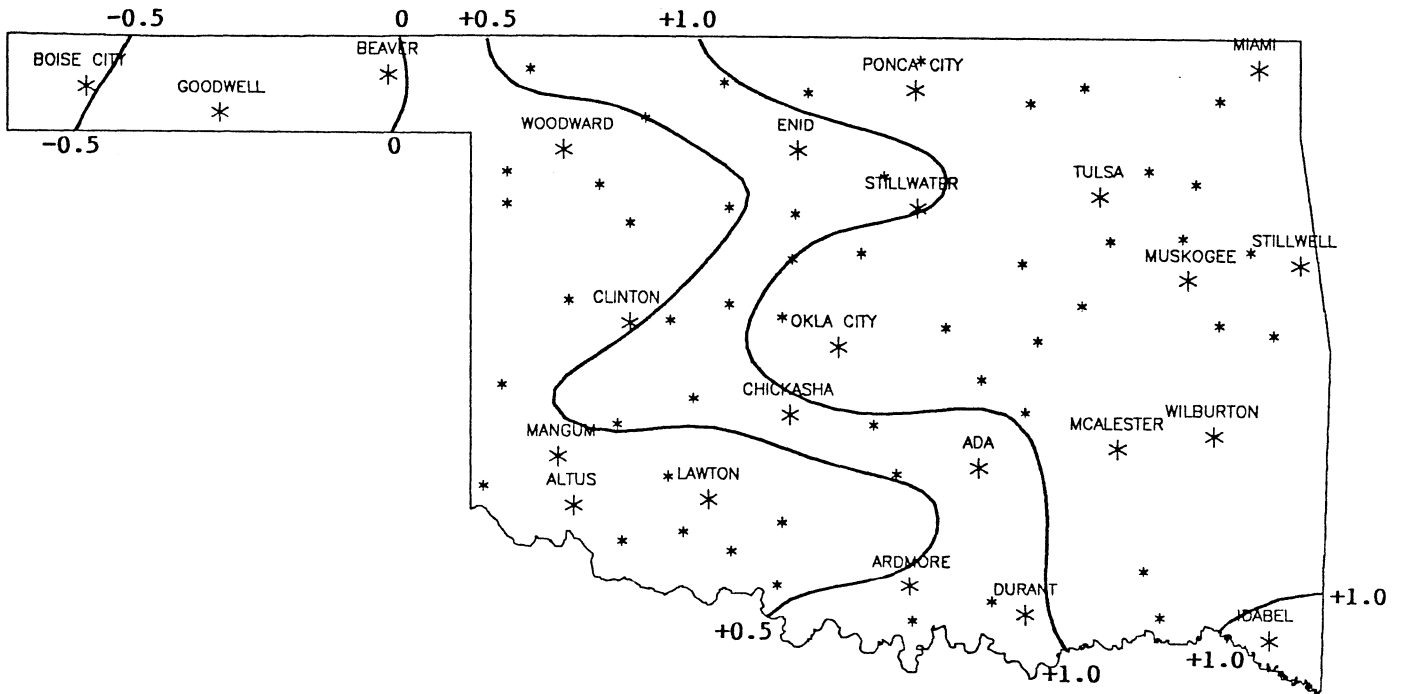 -0.5 0 +0.5 +1.0
BEAVER MIAMI
BOISE CITY PONCA CITY
GOODWELL
WOODWARD ENID
-0.5 0
TULSA
STILLWATER
STILLWELL
MUSKOGEE
CLINTON
OKLA CITY
CHICKASHA
WILBURTON
MCALESTER
MANGUM
ADA
ALTUS LAWTON
ARDMORE
DURANT
+1.0
IDABEL
+0.5
+1.0
+1.0